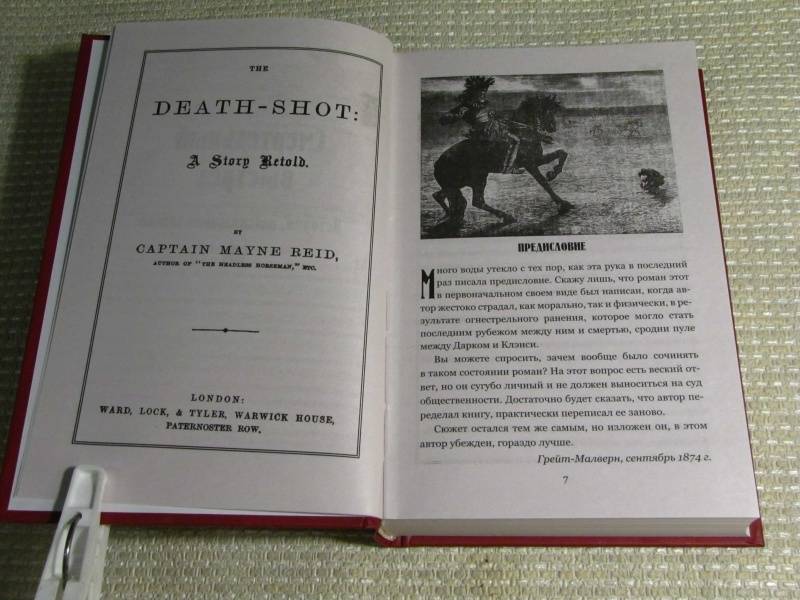 THE
DEATH-SHOT:
A Story Retold.
BY
CAPTAIN MAYNE REID,
AUTHOR OF "THE HEADLESS HORSEMAN," ETC.
LONDON:
WARD, LOCK, & TYLER, WARWICK HOUSE,
PATERNOSTER ROW.
ПРЕДИСЛОВИЕ
Много воды утекло с тех пор, как эта рука в последний
раз писала предисловие. Скажу лишь, что роман этот
в первоначальном своем виде был написан, когда ав-
тор жестоко страдал, как морально, так и физически, в ре-
зультате огнестрельного ранения, которое могло стать
последним рубежом между ним и смертью, сродни пуле
между Дарком и Клэнси.
Вы можете спросить, зачем вообще было сочинять
в таком состоянии роман? На этот вопрос есть веский от-
вет, но он сугубо личный и не должен выноситься на суд
общественности. Достаточно будет сказать, что автор пе-
ределал книгу, практически переписал ее заново.
Сюжет остался тем же самым, но изложен он, в этом
автор убежден, гораздо лучше.
Грейт-Малверн, сентябрь 1874 г.
7